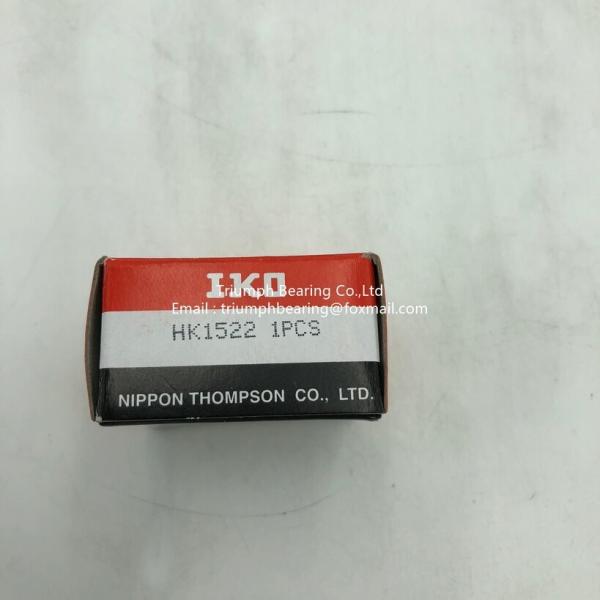 IKO
Triumph Bearing Co.,Ltd
Email : triumphbearing@foxmail.com
HK1522 1PCS
NIPPON THOMPSON CO., LTD.